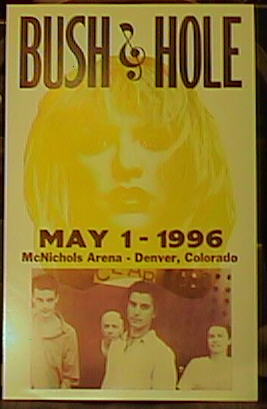 BUSH & HOLE
MAY 1 - 1996
McNichols Arena - Denver, Colorado